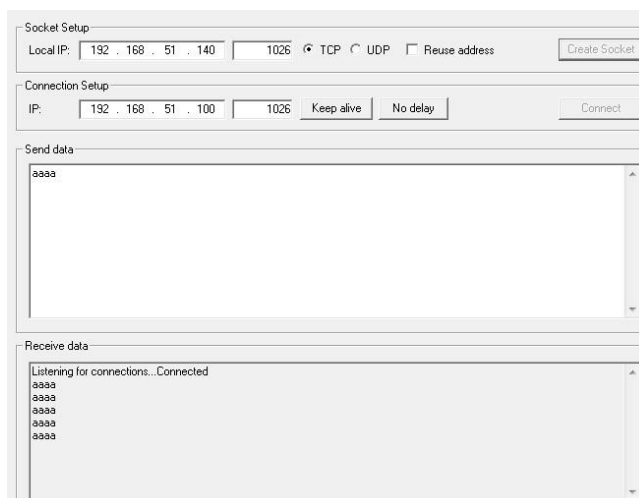 Socket Setup
Local IP: 192 . 168 . 51 . 140 1026 TCP UDP Reuse address Create Socket
Connection Setup
IP: 192 . 168 . 51 . 100 1026 Keep alive No delay Connect
Send data
aaaa
Receive data
Listening for connections...Connected
aaaa
aaaa
aaaa
aaaa
aaaa